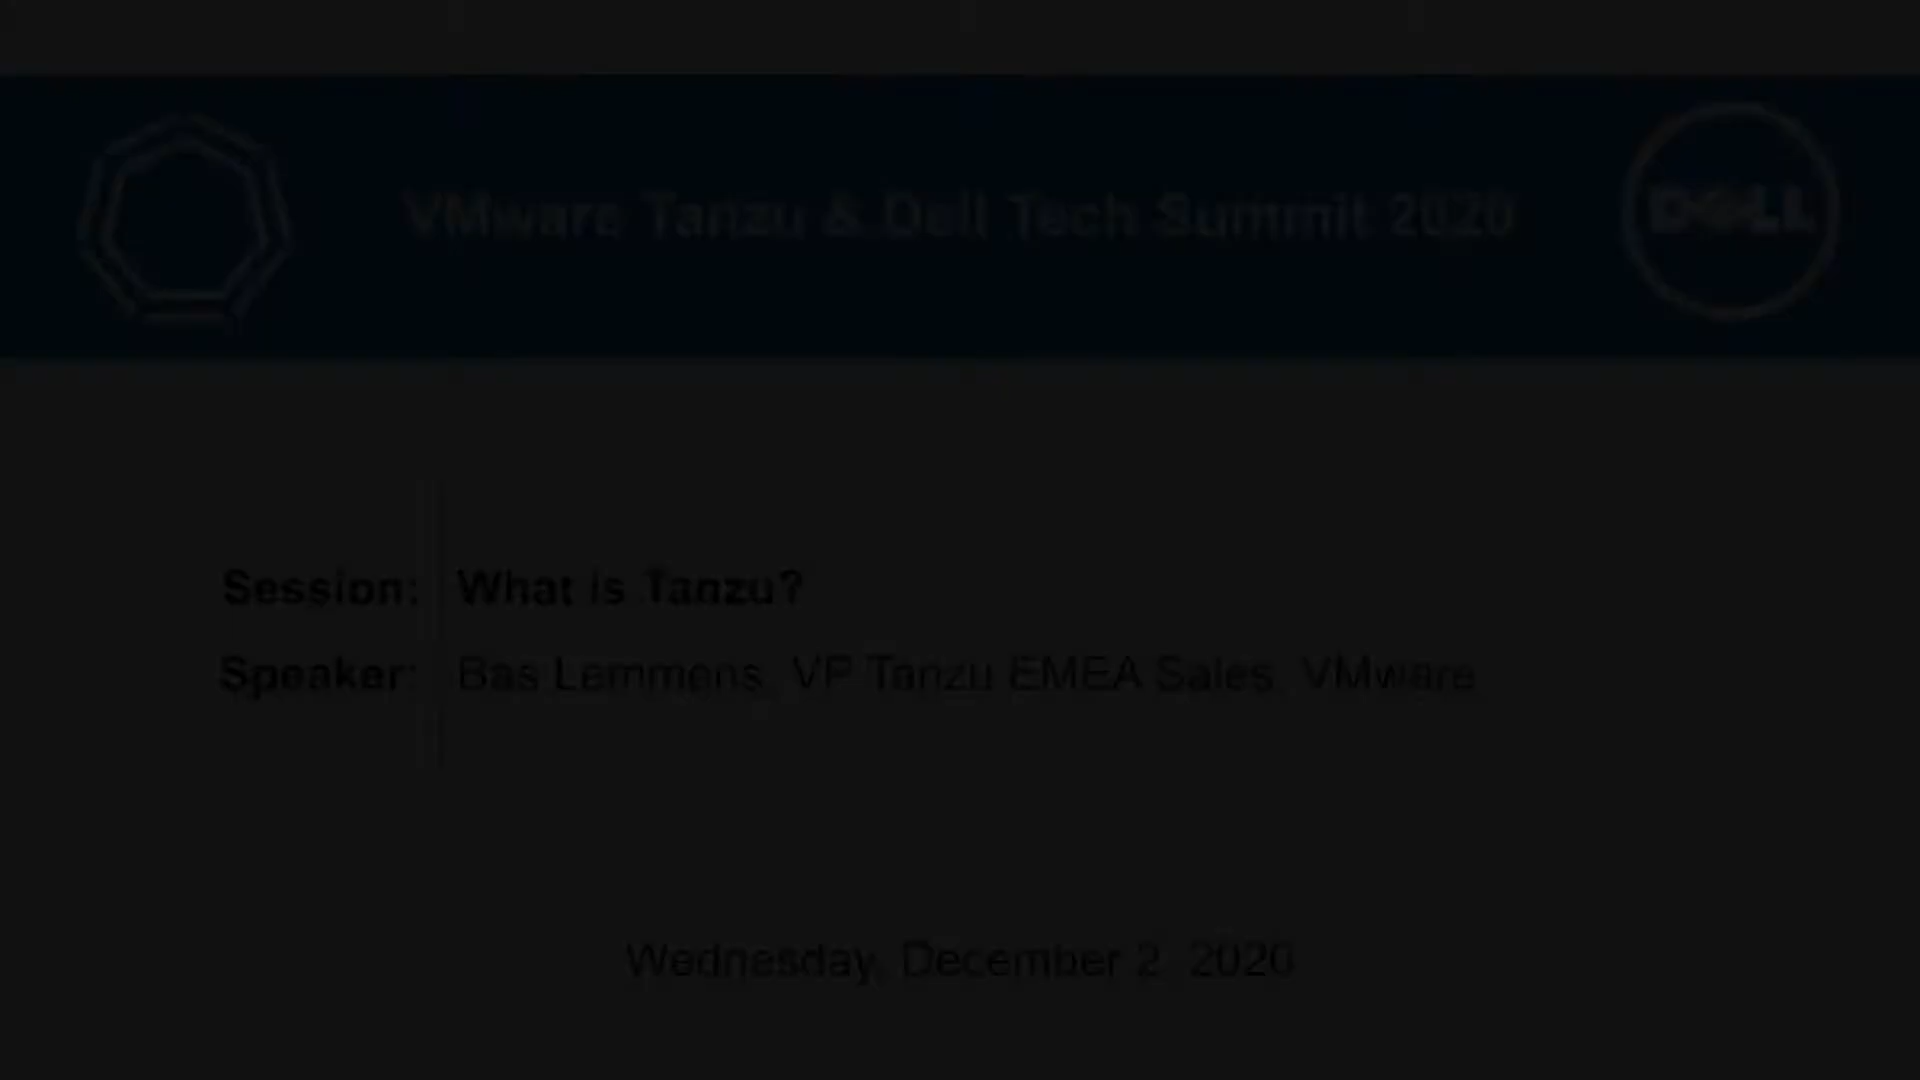 VMware Tanzu & Dell Tech Summit 2020
DELL
Session: What is Tanzu?
Speaker: Bas Lemmens, VP Tanzu EMEA Sales, VMware
Wednesday, December 2, 2020